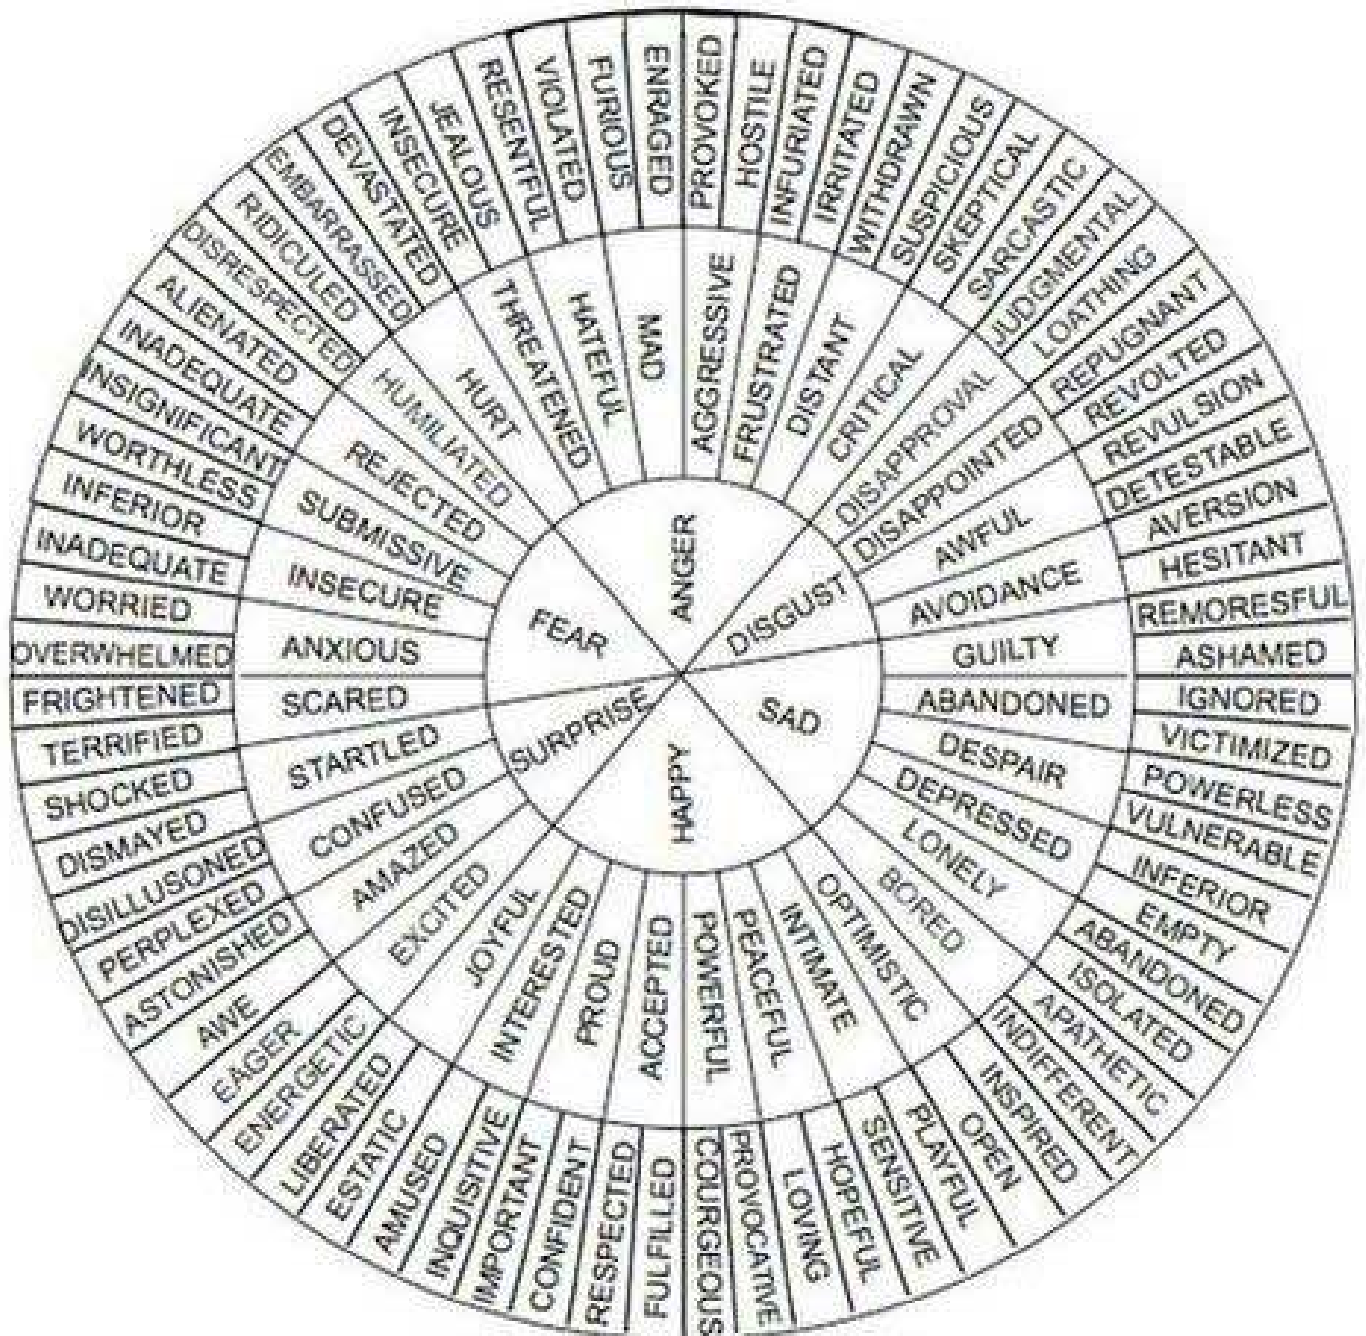 ANGER
DISGUST
SAD
HAPPY
SURPRISE
FEAR
MAD
AGGRESSIVE
FRUSTRATED
DISTANT
CRITICAL
DISAPPROVAL
DISAPPOINTED
AWFUL
AVOIDANCE
GUILTY
ABANDONED
DESPAIR
DEPRESSED
LONELY
BORED
OPTIMISTIC
INTIMATE
PEACEFUL
POWERFUL
ACCEPTED
PROUD
INTERESTED
JOYFUL
EXCITED
AMAZED
CONFUSED
STARTLED
SCARED
ANXIOUS
INSECURE
SUBMISSIVE
REJECTED
HUMILIATED
HURT
THREATENED
HATEFUL
ENRAGED
PROVOKED
HOSTILE
INFURIATED
IRRITATED
WITHDRAWN
SUSPICIOUS
SKEPTICAL
SARCASTIC
JUDGMENTAL
LOATHING
REPUGNANT
REVOLTED
REVULSION
DETESTABLE
AVERSION
HESITANT
REMORESFUL
ASHAMED
IGNORED
VICTIMIZED
POWERLESS
VULNERABLE
INFERIOR
EMPTY
ABANDONED
ISOLATED
APATHETIC
INDIFFERENT
INSPIRED
OPEN
PLAYFUL
SENSITIVE
HOPEFUL
LOVING
PROVOCATIVE
COURGEOUS
FULFILLED
RESPECTED
CONFIDENT
IMPORTANT
INQUISITIVE
AMUSED
ESTATIC
LIBERATED
ENERGETIC
EAGER
AWE
ASTONISHED
PERPLEXED
DISILLUSONED
DISMAYED
SHOCKED
TERRIFIED
FRIGHTENED
OVERWHELMED
WORRIED
INADEQUATE
INFERIOR
WORTHLESS
INSIGNIFICANT
INADEQUATE
ALIENATED
DISRESPECTED
RIDICULED
EMBARRASSED
DEVASTATED
INSECURE
JEALOUS
RESENTFUL
VIOLATED
FURIOUS